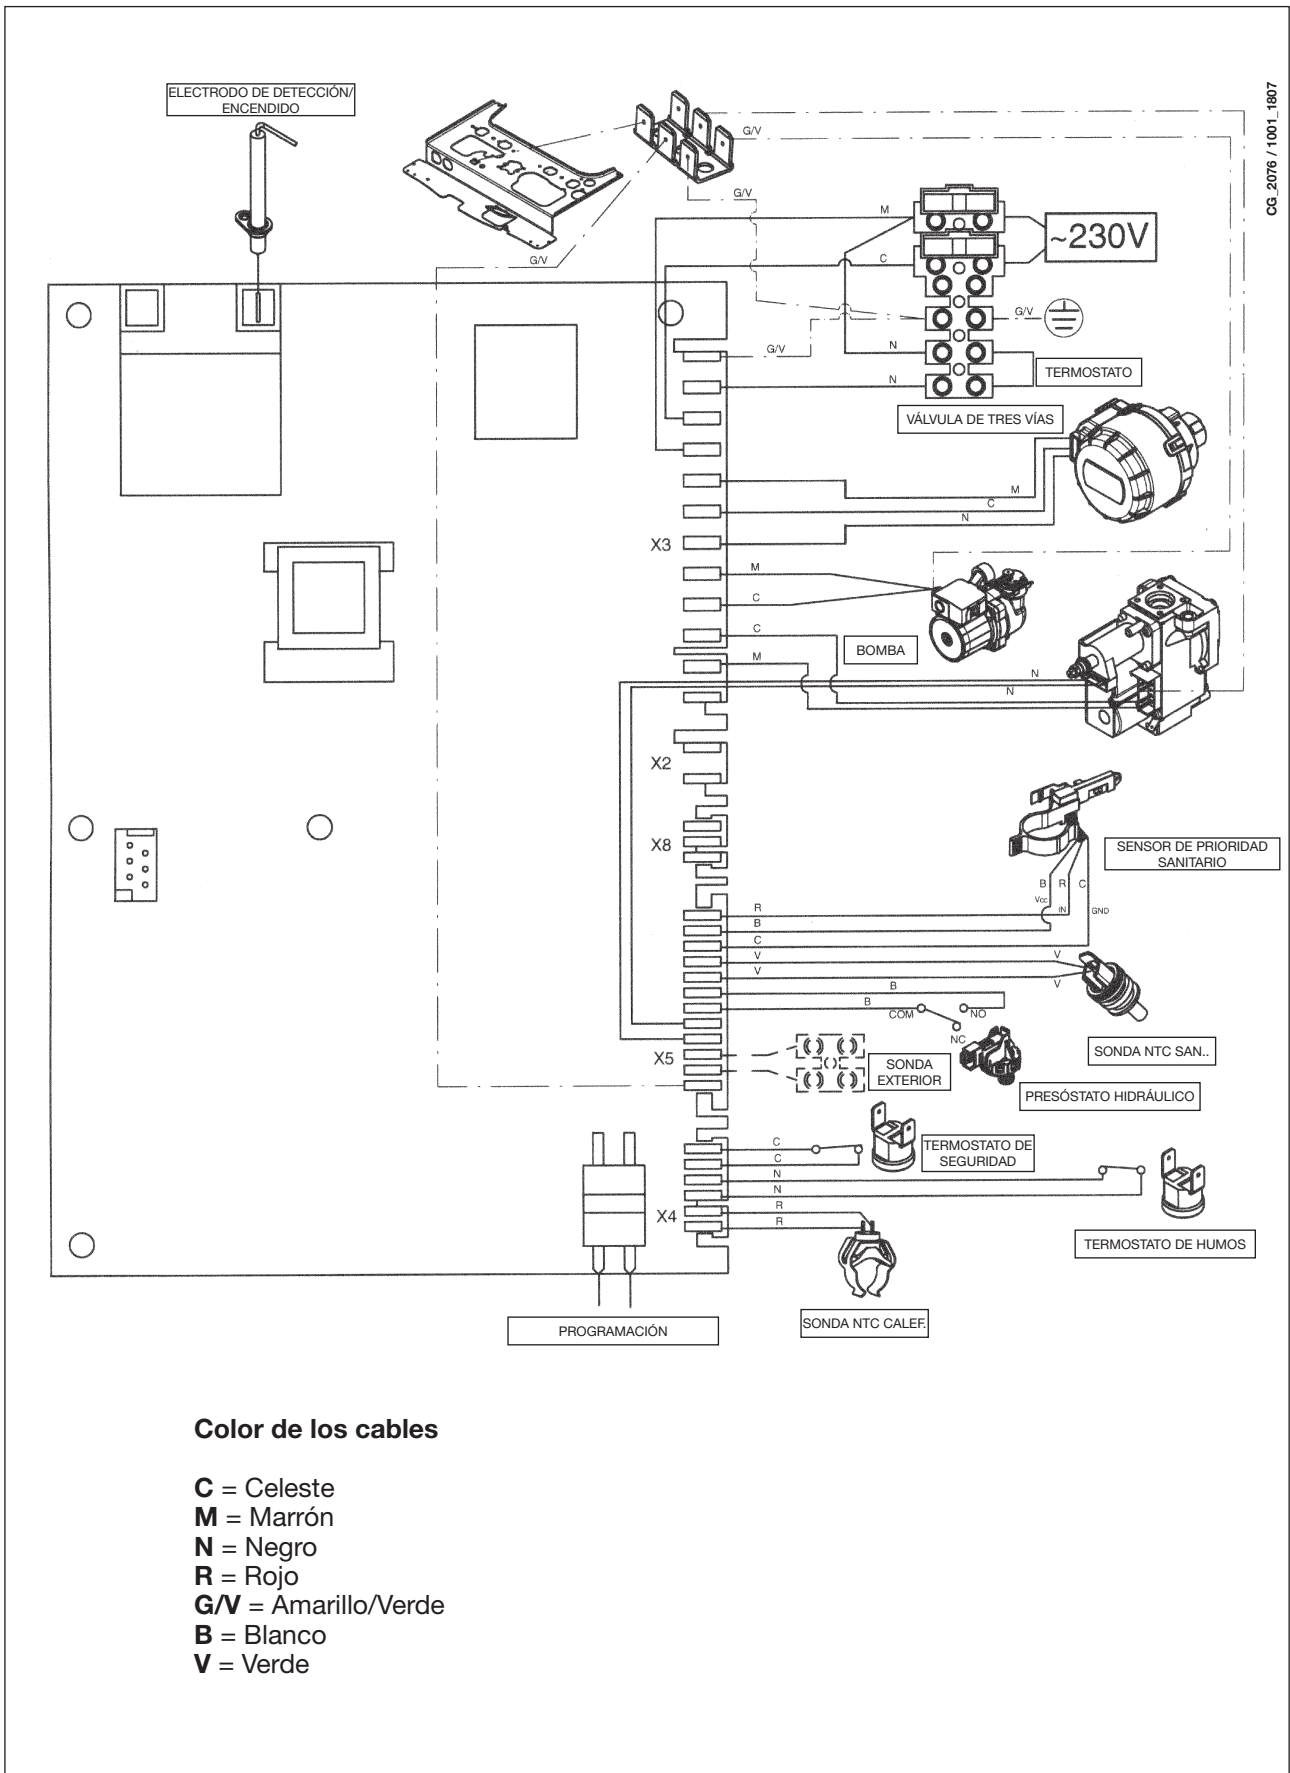 CG_2076 / 1001_1807
ELECTRODO DE DETECCIÓN/
ENCENDIDO
G/V
G/V
G/V
M
~230V
C
G/V
G/V
N
TERMOSTATO
N
VÁLVULA DE TRES VÍAS
M
C
N
X3
M
C
BOMBA
C
M
N
N
X2
X8
SENSOR DE PRIORIDAD
SANITARIO
B
R
C
Vcc
IN
GND
R
B
C
V
V
V
V
B
B
COM
NO
NC
X5
SONDA
EXTERIOR
SONDA NTC SAN..
PRESÓSTATO HIDRÁULICO
C
C
TERMOSTATO DE
SEGURIDAD
N
N
R
R
X4
TERMOSTATO DE HUMOS
PROGRAMACIÓN
SONDA NTC CALEF.
Color de los cables
C = Celeste
M = Marrón
N = Negro
R = Rojo
G/V = Amarillo/Verde
B = Blanco
V = Verde